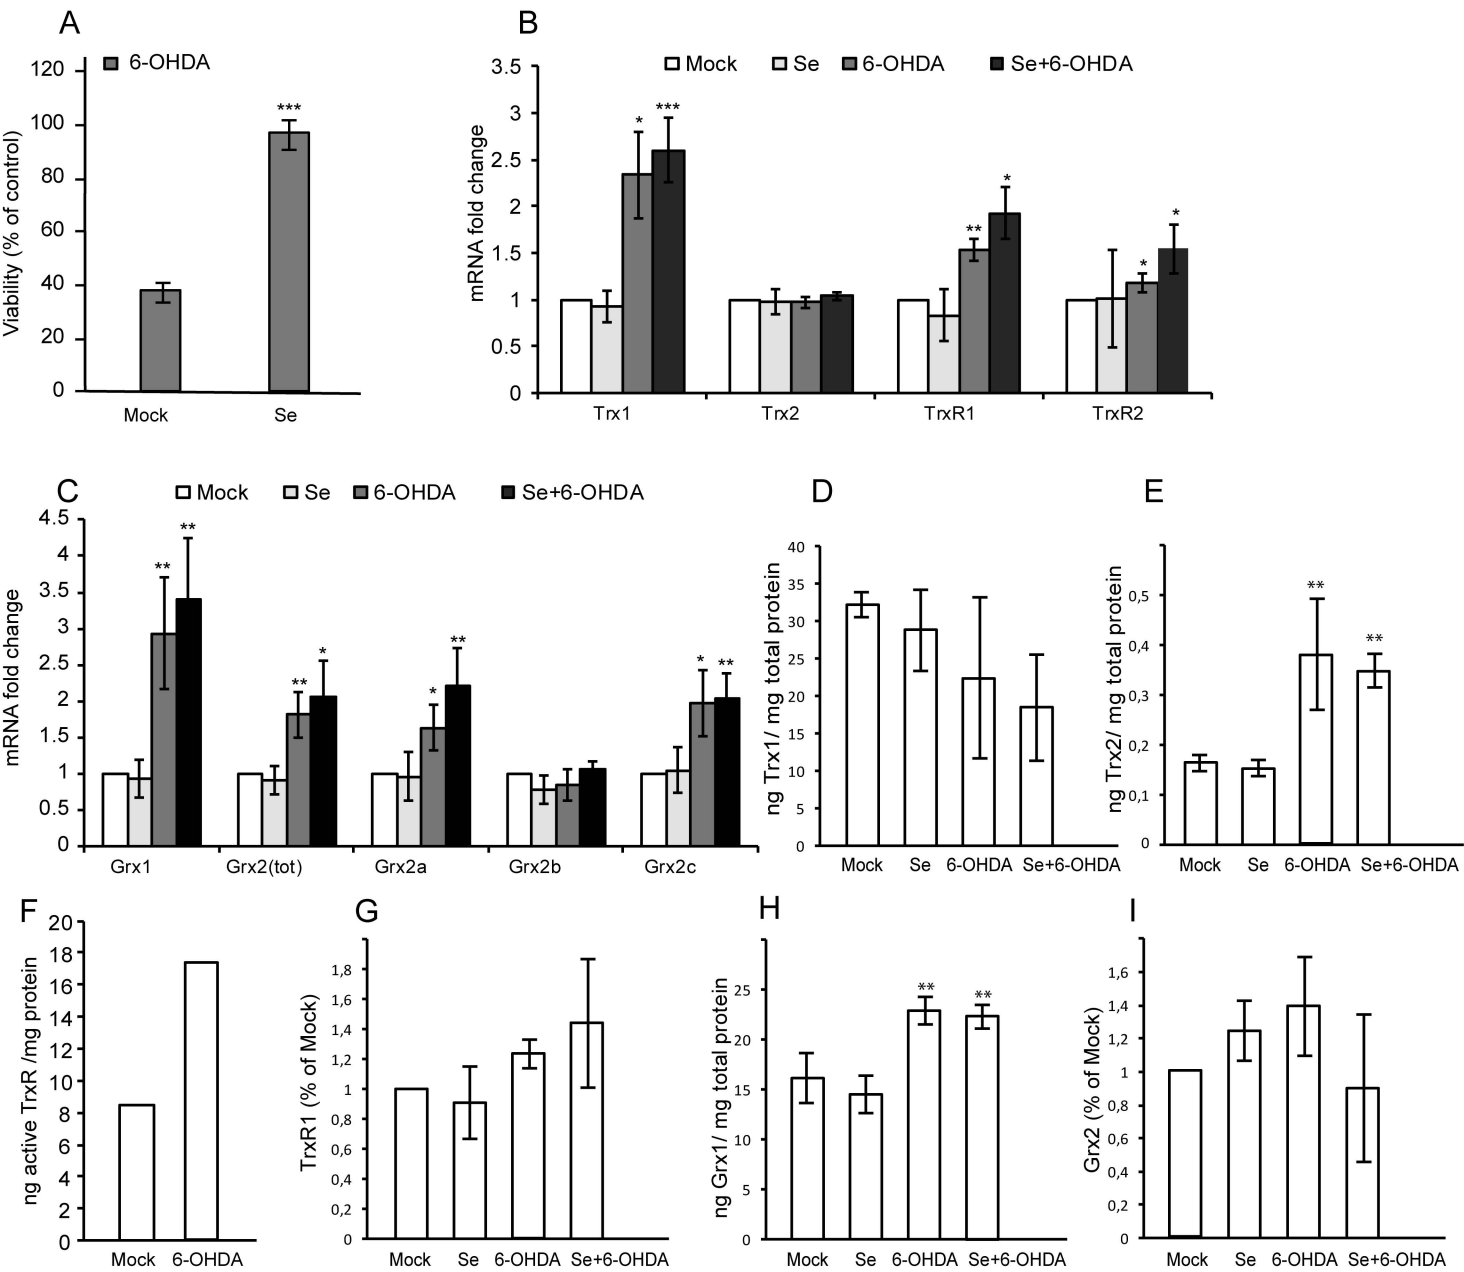 A
6-OHDA
120
100
80
60
40
20
0
Viability (% of control)
***
Mock Se
B
Mock Se 6-OHDA Se+6-OHDA
3.5
3
2.5
2
1.5
1
0.5
0
mRNA fold change
* ***
** *
* *
Trx1 Trx2 TrxR1 TrxR2
C
Mock Se 6-OHDA Se+6-OHDA
4.5
4
3.5
3
2.5
2
1.5
1
0.5
0
mRNA fold change
** **
** *
* **
* **
Grx1 Grx2(tot) Grx2a Grx2b Grx2c
D
40
35
30
25
20
15
10
5
0
ng Trx1/ mg total protein
Mock Se 6-OHDA Se+6-OHDA
E
0,5
0,4
0,3
0,2
0,1
0
ng Trx2/ mg total protein
** **
Mock Se 6-OHDA Se+6-OHDA
F
20
18
16
14
12
10
8
6
4
2
0
ng active TrxR /mg protein
Mock 6-OHDA
G
1,8
1,6
1,4
1,2
1
0,8
0,6
0,4
0,2
0
TrxR1 (% of Mock)
Mock Se 6-OHDA Se+6-OHDA
H
25
20
15
10
5
0
ng Grx1/ mg total protein
** **
Mock Se 6-OHDA Se+6-OHDA
I
1,6
1,4
1,2
1
0,8
0,6
0,4
0,2
0
Grx2 (% of Mock)
Mock Se 6-OHDA Se+6-OHDA